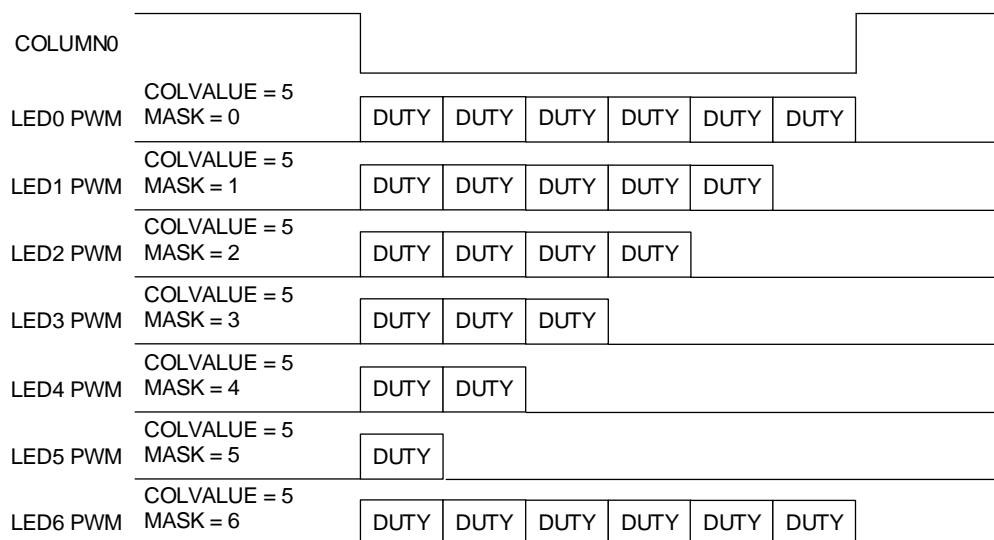 COLUMN0
COLVALUE = 5
LED0 PWM MASK = 0 DUTY DUTY DUTY DUTY DUTY DUTY
COLVALUE = 5
LED1 PWM MASK = 1 DUTY DUTY DUTY DUTY DUTY
COLVALUE = 5
LED2 PWM MASK = 2 DUTY DUTY DUTY DUTY
COLVALUE = 5
LED3 PWM MASK = 3 DUTY DUTY DUTY
COLVALUE = 5
LED4 PWM MASK = 4 DUTY DUTY
COLVALUE = 5
LED5 PWM MASK = 5 DUTY
COLVALUE = 5
LED6 PWM MASK = 6 DUTY DUTY DUTY DUTY DUTY DUTY